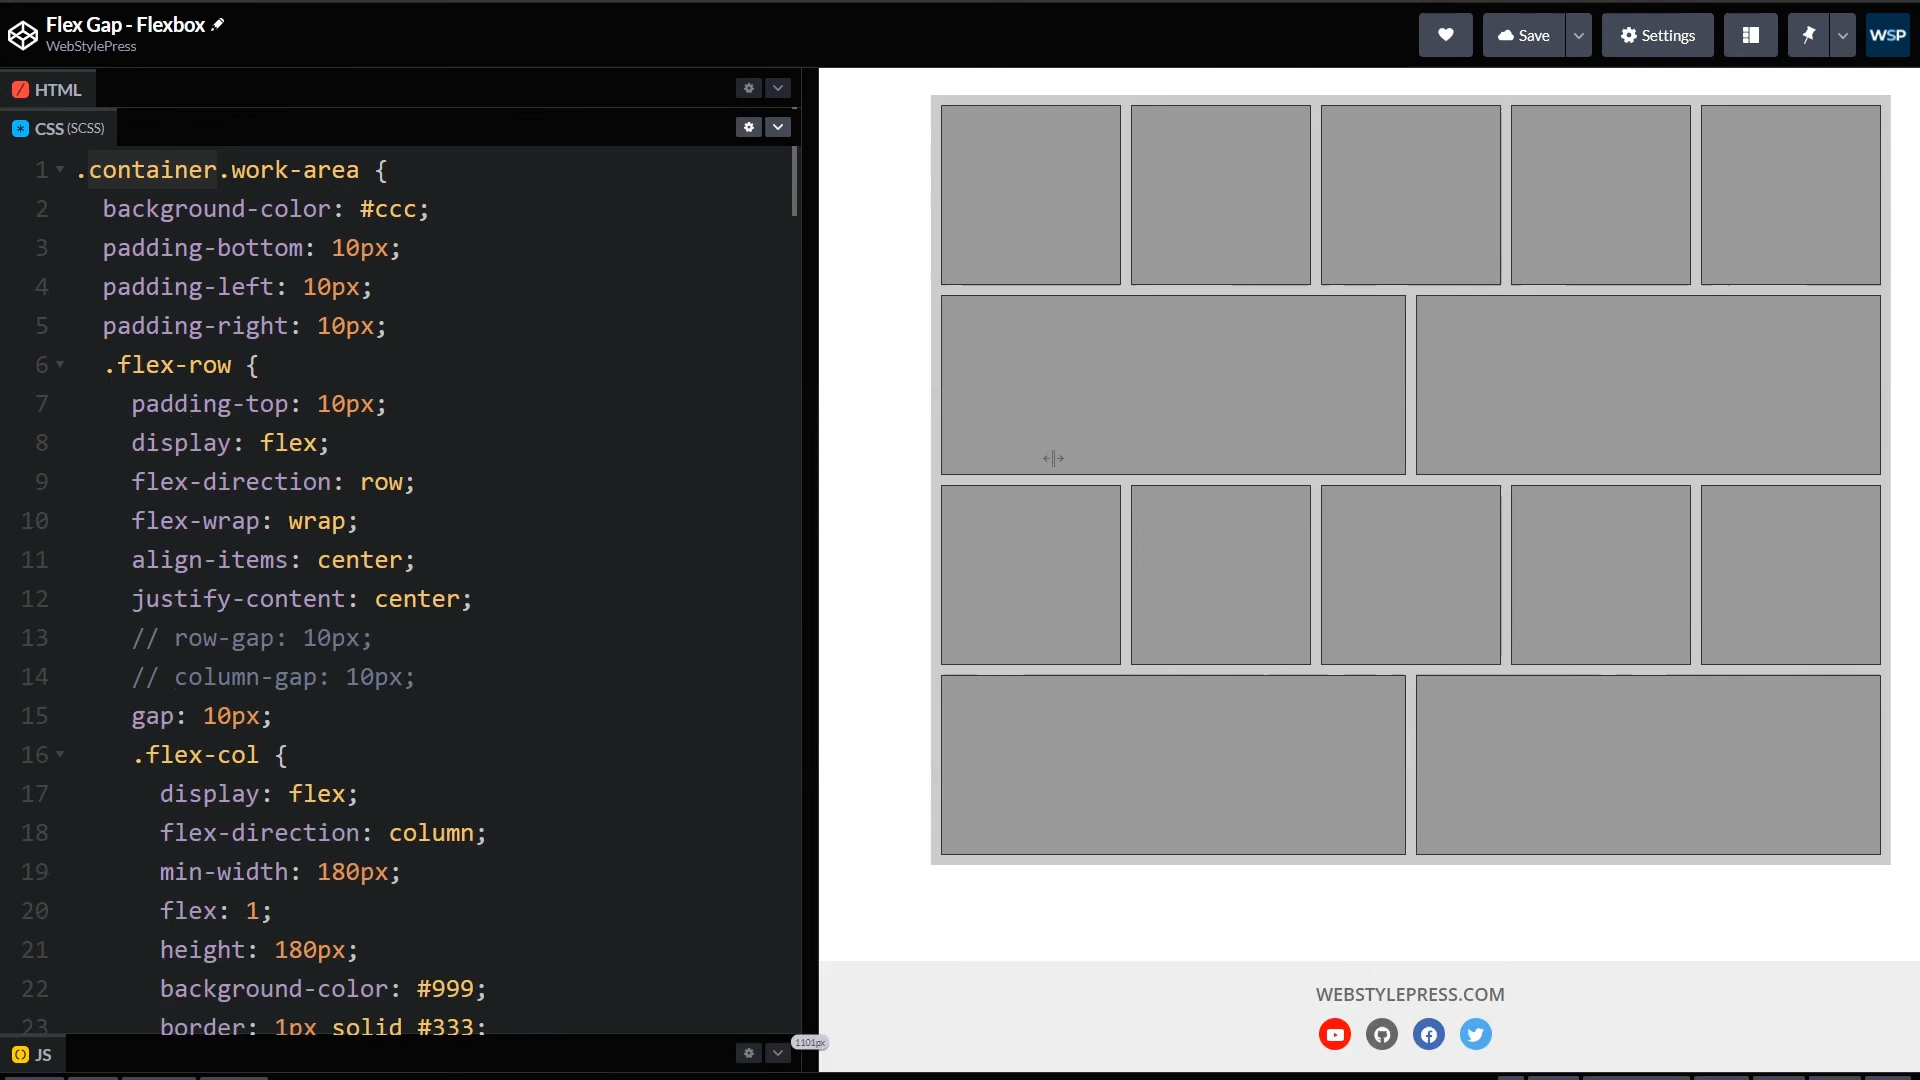 Flex Gap - Flexbox
WebStylePress
Save
Settings
WSP
/ HTML
* CSS (SCSS)
1 .container.work-area {
2 background-color: #ccc;
3 padding-bottom: 10px;
4 padding-left: 10px;
5 padding-right: 10px;
6 .flex-row {
7 padding-top: 10px;
8 display: flex;
9 flex-direction: row;
10 flex-wrap: wrap;
11 align-items: center;
12 justify-content: center;
13 // row-gap: 10px;
14 // column-gap: 10px;
15 gap: 10px;
16 .flex-col {
17 display: flex;
18 flex-direction: column;
19 min-width: 180px;
20 flex: 1;
21 height: 180px;
22 background-color: #999;
23 border: 1px solid #333;
() JS
1101px
WEBSTYLEPRESS.COM